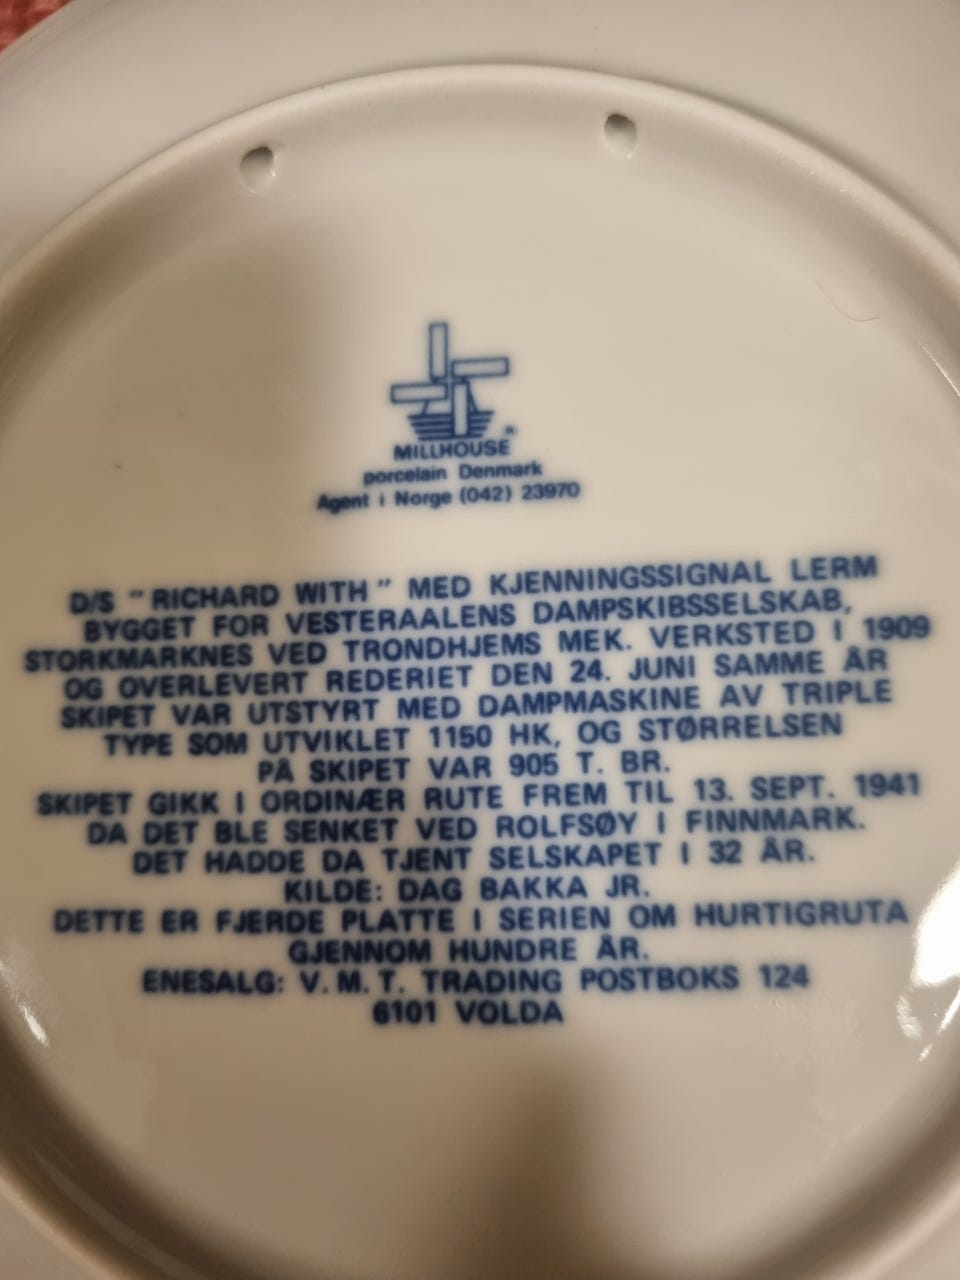 MILLHOUSE
porcelain Denmark
Agent i Norge (042) 23970
D/S "RICHARD WITH" MED KJENNINGSSIGNAL LERM
BYGGET FOR VESTERAALENS DAMPSKIBSSELSKAB,
STORKMARKNES VED TRONDHJEMS MEK. VERKSTED I 1909
OG OVERLEVERT REDERIET DEN 24. JUNI SAMME ÅR
SKIPET VAR UTSTYRT MED DAMPMASKINE AV TRIPLE
TYPE SOM UTVIKLET 1150 HK, OG STØRRELSEN
PÅ SKIPET VAR 905 T. BR.
SKIPET GIKK I ORDINÆR RUTE FREM TIL 13. SEPT. 1941
DA DET BLE SENKET VED ROLFSØY I FINNMARK.
DET HADDE DA TJENT SELSKAPET I 32 ÅR.
KILDE: DAG BAKKA JR.
DETTE ER FJERDE PLATTE I SERIEN OM HURTIGRUTA
GJENNOM HUNDRE ÅR.
ENESALG: V.M.T. TRADING POSTBOKS 124
6101 VOLDA